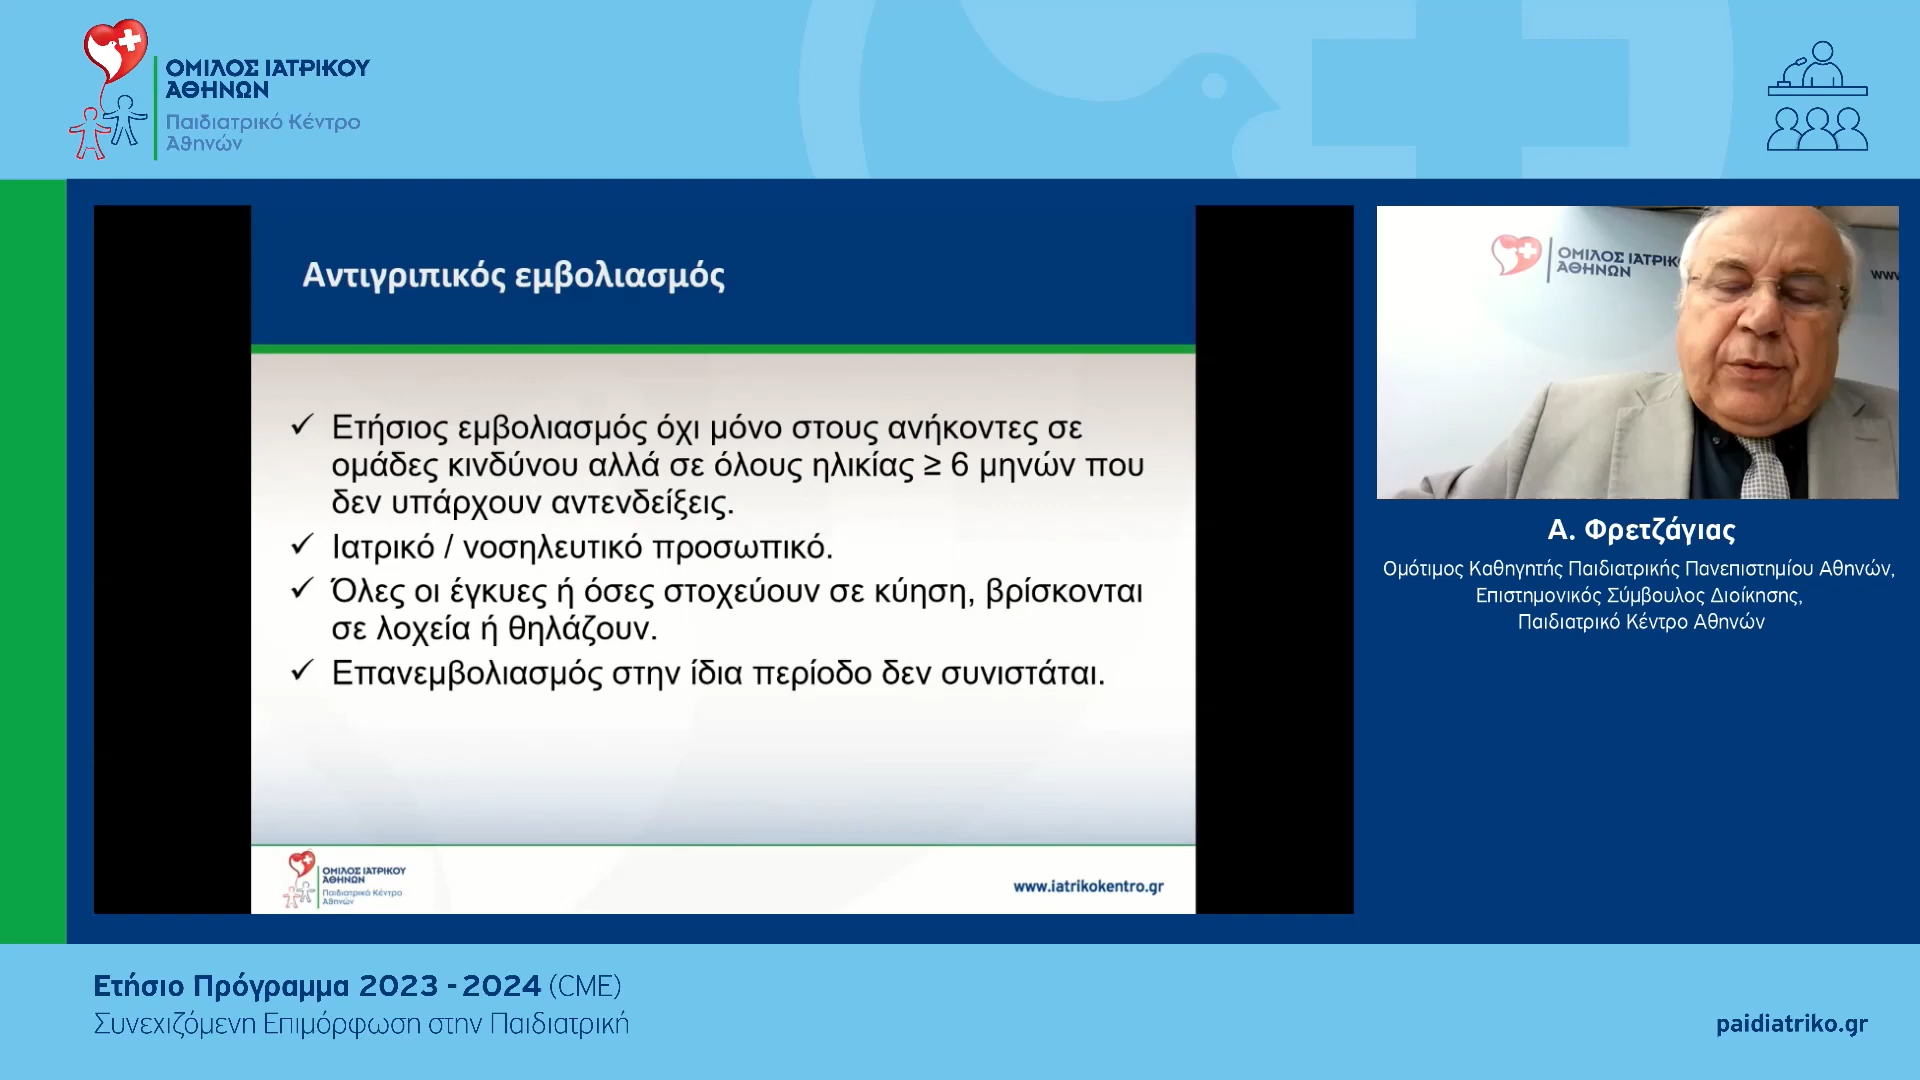 ΟΜΙΛΟΣ ΙΑΤΡΙΚΟΥ
ΑΘΗΝΩΝ
Παιδιατρικό Κέντρο
Αθηνών
Αντιγριπικός εμβολιασμός
✓ Ετήσιος εμβολιασμός όχι μόνο στους ανήκοντες σε
ομάδες κινδύνου αλλά σε όλους ηλικίας ≥ 6 μηνών που
δεν υπάρχουν αντενδείξεις.
✓ Ιατρικό / νοσηλευτικό προσωπικό.
✓ Όλες οι έγκυες ή όσες στοχεύουν σε κύηση, βρίσκονται
σε λοχεία ή θηλάζουν.
✓ Επανεμβολιασμός στην ίδια περίοδο δεν συνιστάται.
ΟΜΙΛΟΣ ΙΑΤΡΙΚΟΥ
ΑΘΗΝΩΝ
Παιδιατρικό Κέντρο
Αθηνών
www.iatrikokentro.gr
ΟΜΙΛΟΣ ΙΑΤΡΙΚ
ΑΘΗΝΩΝ
www
Α. Φρετζάγιας
Ομότιμος Καθηγητής Παιδιατρικής Πανεπιστημίου Αθηνών,
Επιστημονικός Σύμβουλος Διοίκησης,
Παιδιατρικό Κέντρο Αθηνών
Ετήσιο Πρόγραμμα 2023 - 2024 (CME)
Συνεχιζόμενη Επιμόρφωση στην Παιδιατρική
paidiatriko.gr